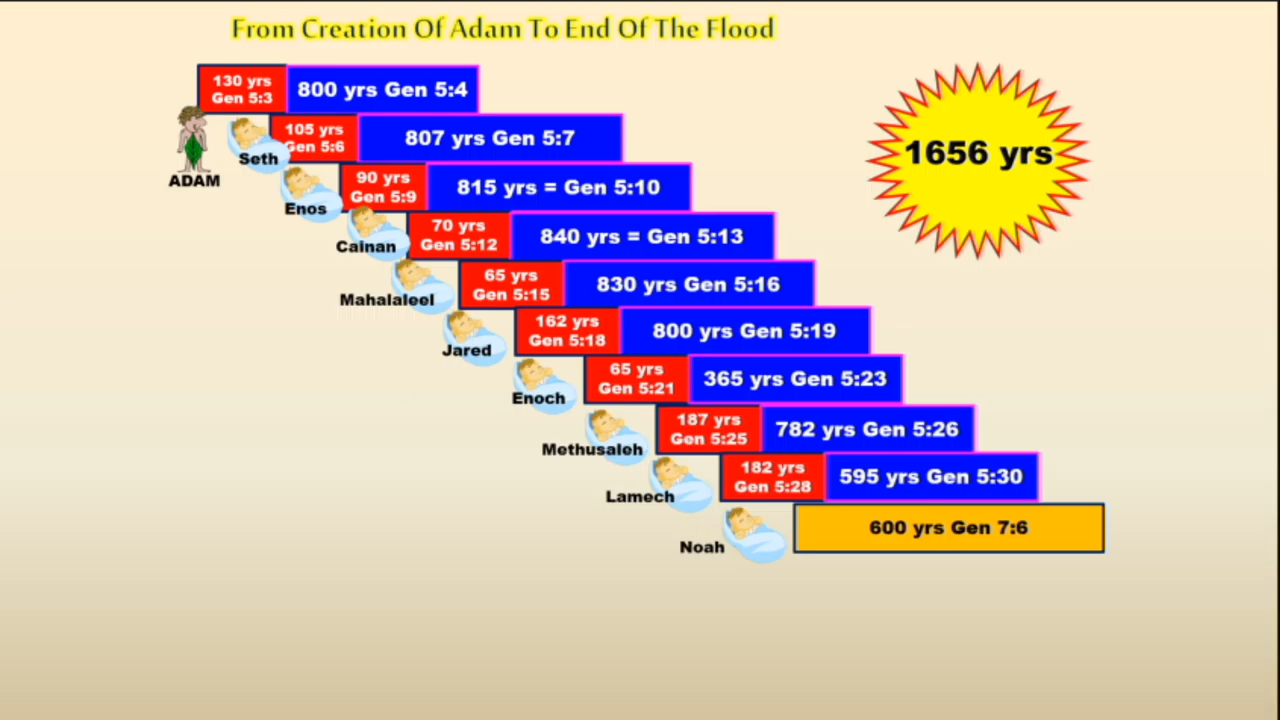 From Creation Of Adam To End Of The Flood
130 yrs
Gen 5:3
800 yrs Gen 5:4
ADAM
1656 yrs
105 yrs
Gen 5:6
807 yrs Gen 5:7
Seth
90 yrs
Gen 5:9
815 yrs = Gen 5:10
Enos
70 yrs
Gen 5:12
840 yrs = Gen 5:13
Cainan
65 yrs
Gen 5:15
830 yrs Gen 5:16
Mahalaleel
162 yrs
Gen 5:18
800 yrs Gen 5:19
Jared
65 yrs
Gen 5:21
365 yrs Gen 5:23
Enoch
187 yrs
Gen 5:25
782 yrs Gen 5:26
Methusaleh
182 yrs
Gen 5:28
595 yrs Gen 5:30
Lamech
600 yrs Gen 7:6
Noah